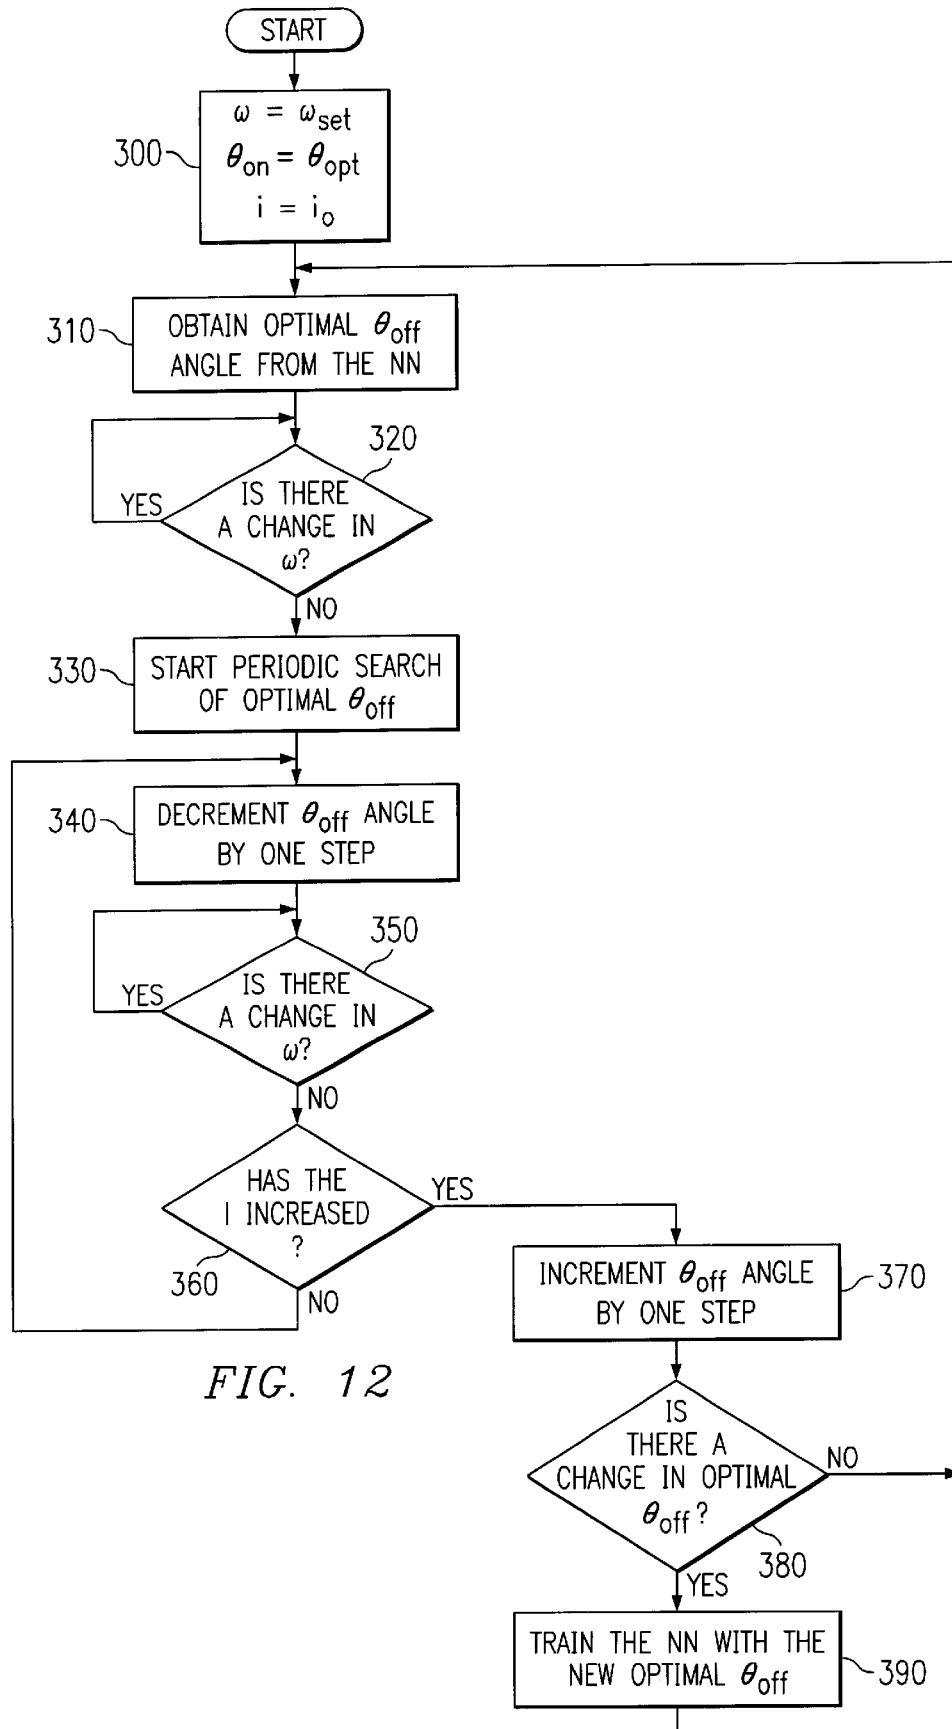 START
300
ω = ω_set
θ_on = θ_opt
i = i_o
310
OBTAIN OPTIMAL θ_off
ANGLE FROM THE NN
320
IS THERE
A CHANGE IN
ω?
YES
NO
330
START PERIODIC SEARCH
OF OPTIMAL θ_off
340
DECREMENT θ_off ANGLE
BY ONE STEP
350
IS THERE
A CHANGE IN
ω?
YES
NO
HAS THE
I INCREASED
?
YES
360
NO
INCREMENT θ_off ANGLE
BY ONE STEP
370
FIG. 12
IS
THERE A
CHANGE IN OPTIMAL
θ_off?
NO
380
YES
TRAIN THE NN WITH THE
NEW OPTIMAL θ_off
390